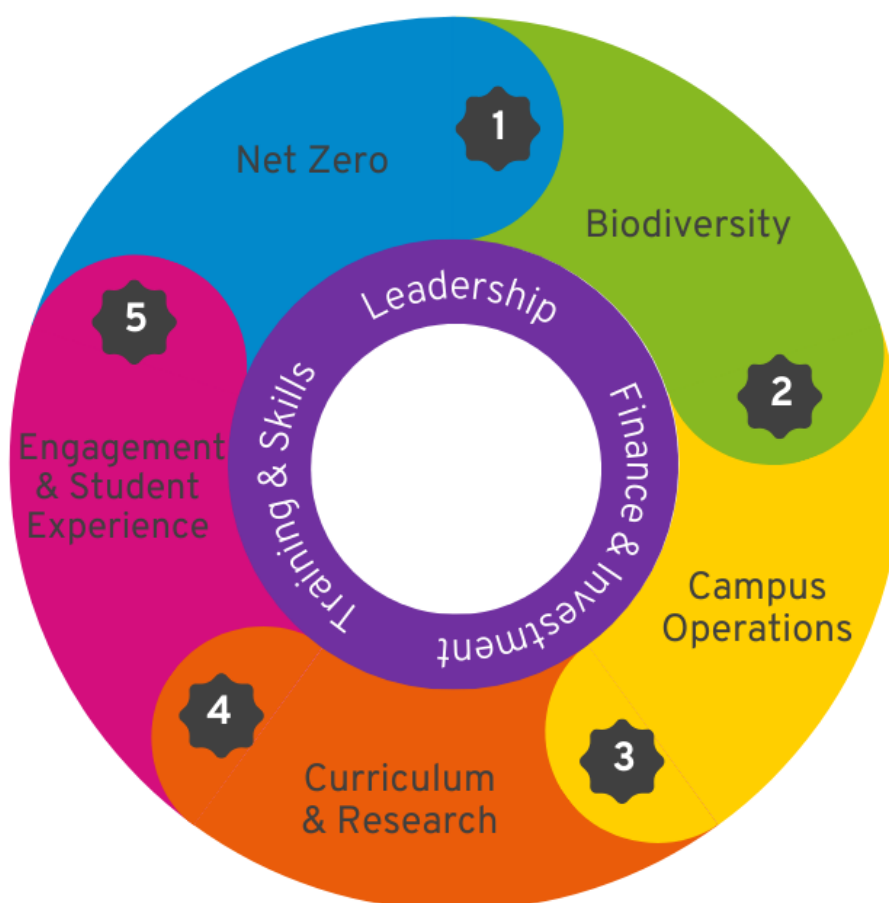 1
Net Zero
2
Biodiversity
3
Campus
Operations
4
Curriculum
& Research
5
Engagement
& Student
Experience
Leadership
Finance & Investment
Training & Skills